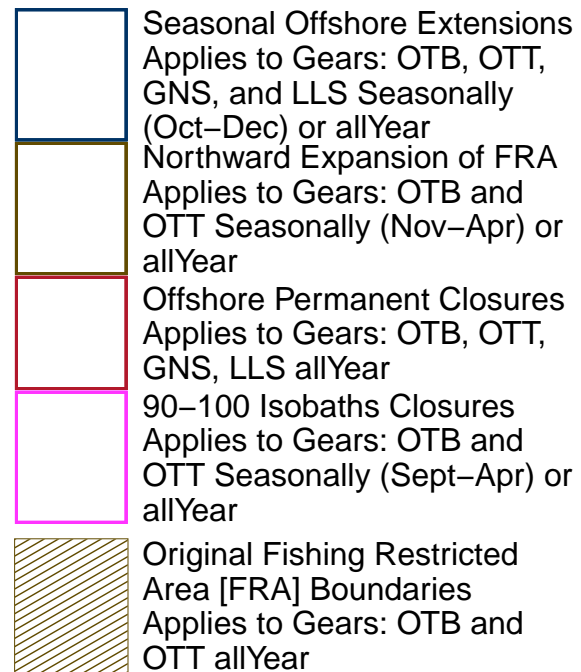 Seasonal Offshore Extensions
Applies to Gears: OTB, OTT,
GNS, and LLS Seasonally
(Oct−Dec) or allYear
Northward Expansion of FRA
Applies to Gears: OTB and
OTT Seasonally (Nov−Apr) or
allYear
Offshore Permanent Closures
Applies to Gears: OTB, OTT,
GNS, LLS allYear
90−100 Isobaths Closures
Applies to Gears: OTB and
OTT Seasonally (Sept−Apr) or
allYear
Original Fishing Restricted
Area [FRA] Boundaries
Applies to Gears: OTB and
OTT allYear